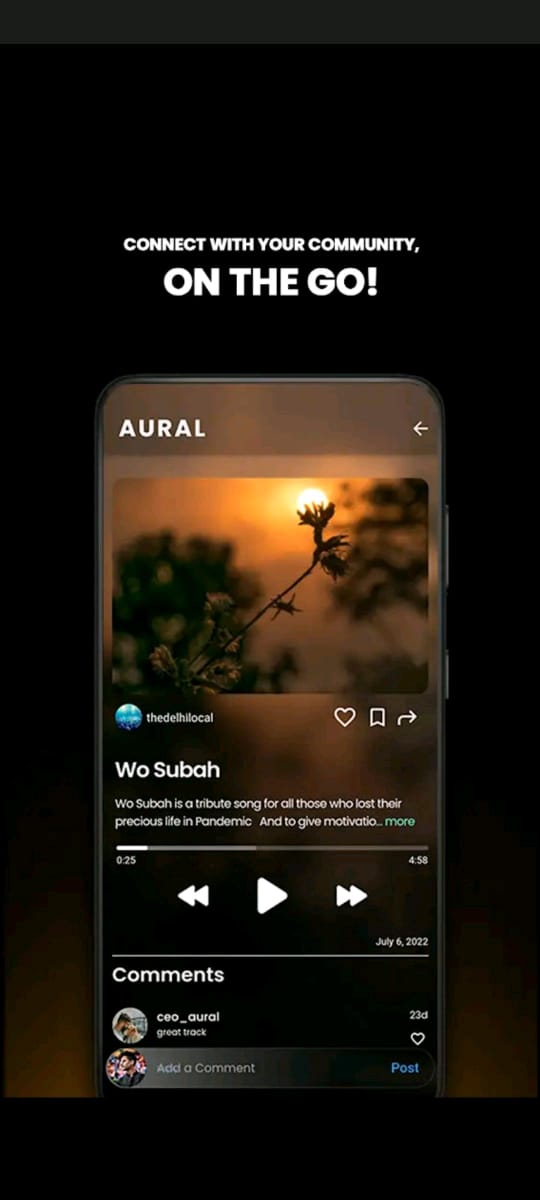 CONNECT WITH YOUR COMMUNITY,
ON THE GO!
AURAL
thedelhilocal
Wo Subah
Wo Subah is a tribute song for all those who lost their
precious life in Pandemic And to give motivatio... more
0:25 4:58
July 6, 2022
Comments
ceo_aural 23d
great track
Add a Comment Post